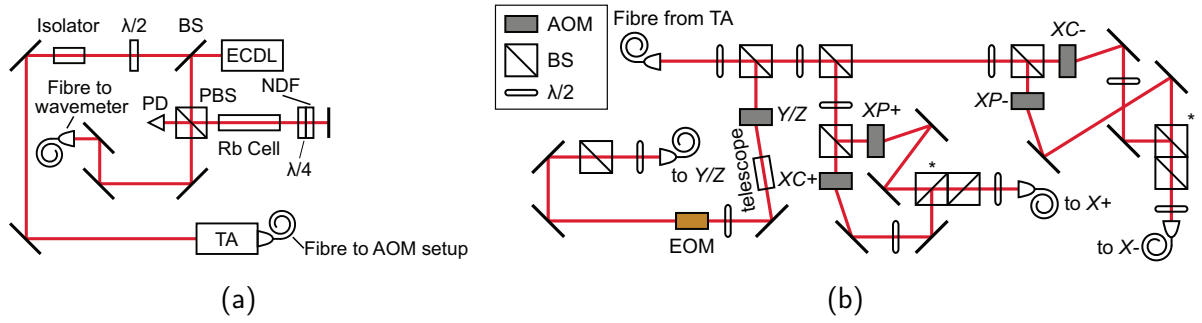 (a)
Isolator
λ/2
BS
ECDL
Fibre to
wavemeter
PD
PBS
NDF
Rb Cell
λ/4
TA
Fibre to AOM setup
(b)
AOM
BS
λ/2
Fibre from TA
XC-
XP-
Y/Z
XP+
XC+
telescope
to Y/Z
EOM
*
to X+
*
to X-